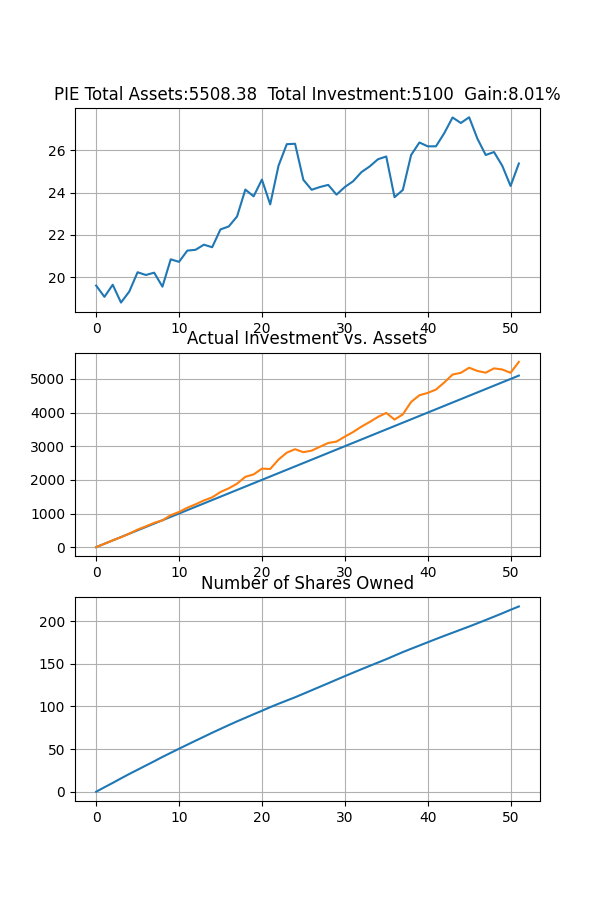 PIE Total Assets:5508.38  Total Investment:5100  Gain:8.01%
26
24
22
20
0 10 20 30 40 50
Actual Investment vs. Assets
5000
4000
3000
2000
1000
0
0 10 20 30 40 50
Number of Shares Owned
200
150
100
50
0
0 10 20 30 40 50